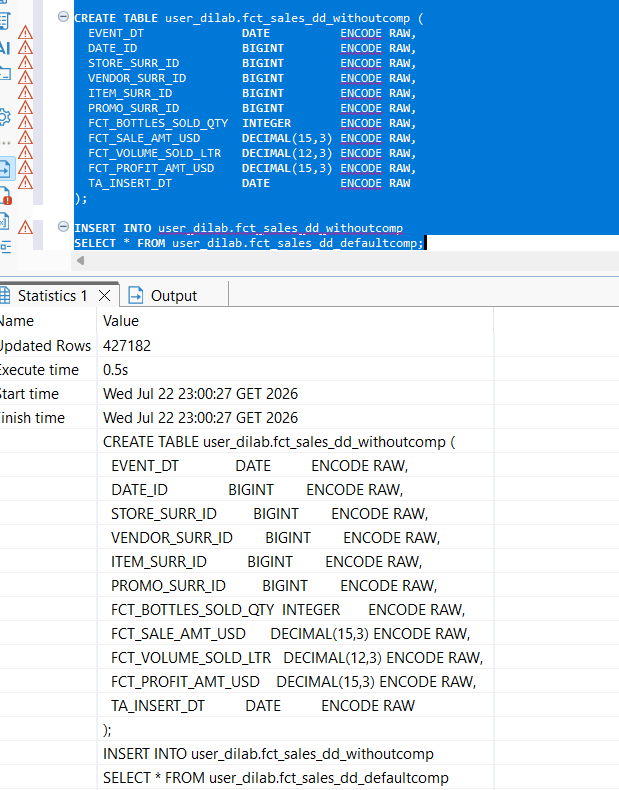 CREATE TABLE user_dilab.fct_sales_dd_withoutcomp (
EVENT_DT DATE ENCODE RAW,
DATE_ID BIGINT ENCODE RAW,
STORE_SURR_ID BIGINT ENCODE RAW,
VENDOR_SURR_ID BIGINT ENCODE RAW,
ITEM_SURR_ID BIGINT ENCODE RAW,
PROMO_SURR_ID BIGINT ENCODE RAW,
FCT_BOTTLES_SOLD_QTY INTEGER ENCODE RAW,
FCT_SALE_AMT_USD DECIMAL(15,3) ENCODE RAW,
FCT_VOLUME_SOLD_LTR DECIMAL(12,3) ENCODE RAW,
FCT_PROFIT_AMT_USD DECIMAL(15,3) ENCODE RAW,
TA_INSERT_DT DATE ENCODE RAW
);
INSERT INTO user_dilab.fct_sales_dd_withoutcomp
SELECT * FROM user_dilab.fct_sales_dd_defaultcomp;
Statistics 1 Output
Name Value
Updated Rows 427182
Execute time 0.5s
Start time Wed Jul 22 23:00:27 GET 2026
Finish time Wed Jul 22 23:00:27 GET 2026
CREATE TABLE user_dilab.fct_sales_dd_withoutcomp (
EVENT_DT DATE ENCODE RAW,
DATE_ID BIGINT ENCODE RAW,
STORE_SURR_ID BIGINT ENCODE RAW,
VENDOR_SURR_ID BIGINT ENCODE RAW,
ITEM_SURR_ID BIGINT ENCODE RAW,
PROMO_SURR_ID BIGINT ENCODE RAW,
FCT_BOTTLES_SOLD_QTY INTEGER ENCODE RAW,
FCT_SALE_AMT_USD DECIMAL(15,3) ENCODE RAW,
FCT_VOLUME_SOLD_LTR DECIMAL(12,3) ENCODE RAW,
FCT_PROFIT_AMT_USD DECIMAL(15,3) ENCODE RAW,
TA_INSERT_DT DATE ENCODE RAW
);
INSERT INTO user_dilab.fct_sales_dd_withoutcomp
SELECT * FROM user_dilab.fct_sales_dd_defaultcomp